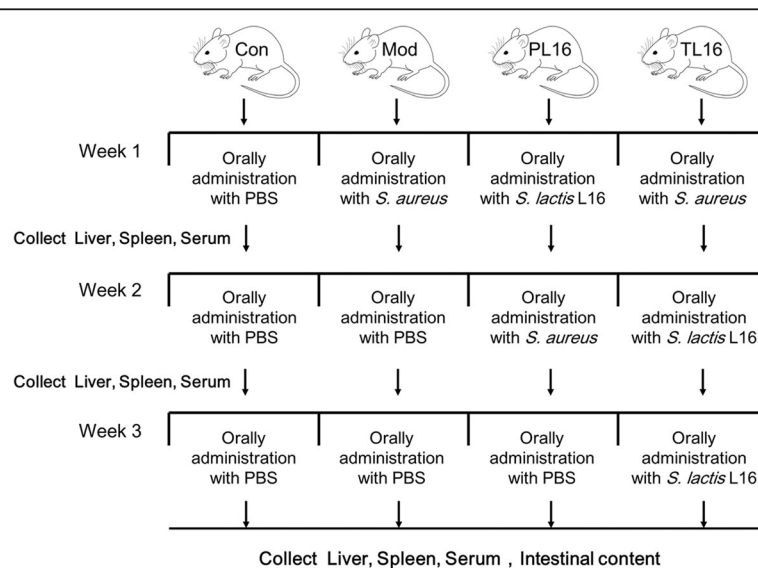 Con Mod PL16 TL16
Week 1
Orally Orally Orally Orally
administration administration administration administration
with PBS with S. aureus with S. lactis L16 with S. aureus
Collect Liver, Spleen, Serum
Week 2
Orally Orally Orally Orally
administration administration administration administration
with PBS with PBS with S. aureus with S. lactis L16
Collect Liver, Spleen, Serum
Week 3
Orally Orally Orally Orally
administration administration administration administration
with PBS with PBS with PBS with S. lactis L16
Collect Liver, Spleen, Serum , Intestinal content